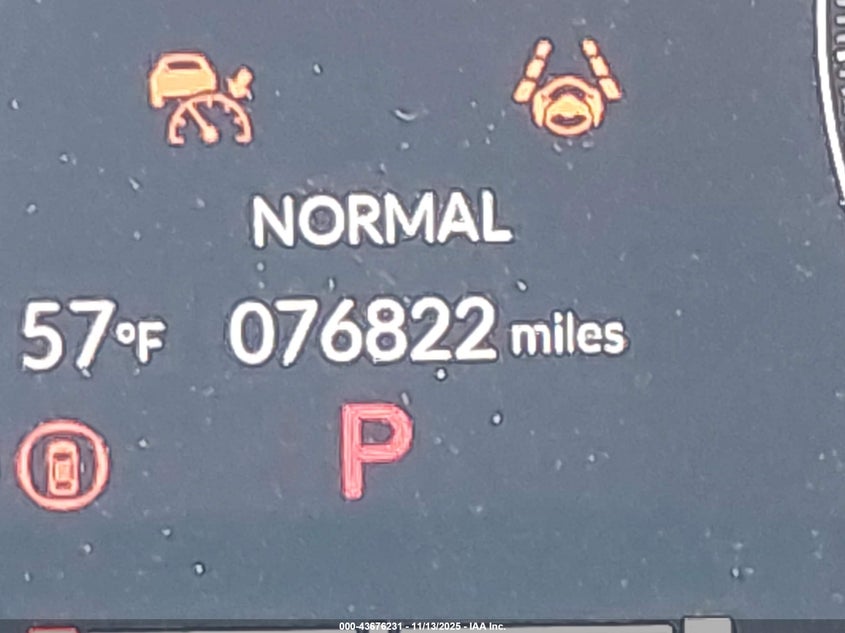 NORMAL
57°F 076822 miles
P
000-43676231 - 11/13/2025 - IAA Inc.